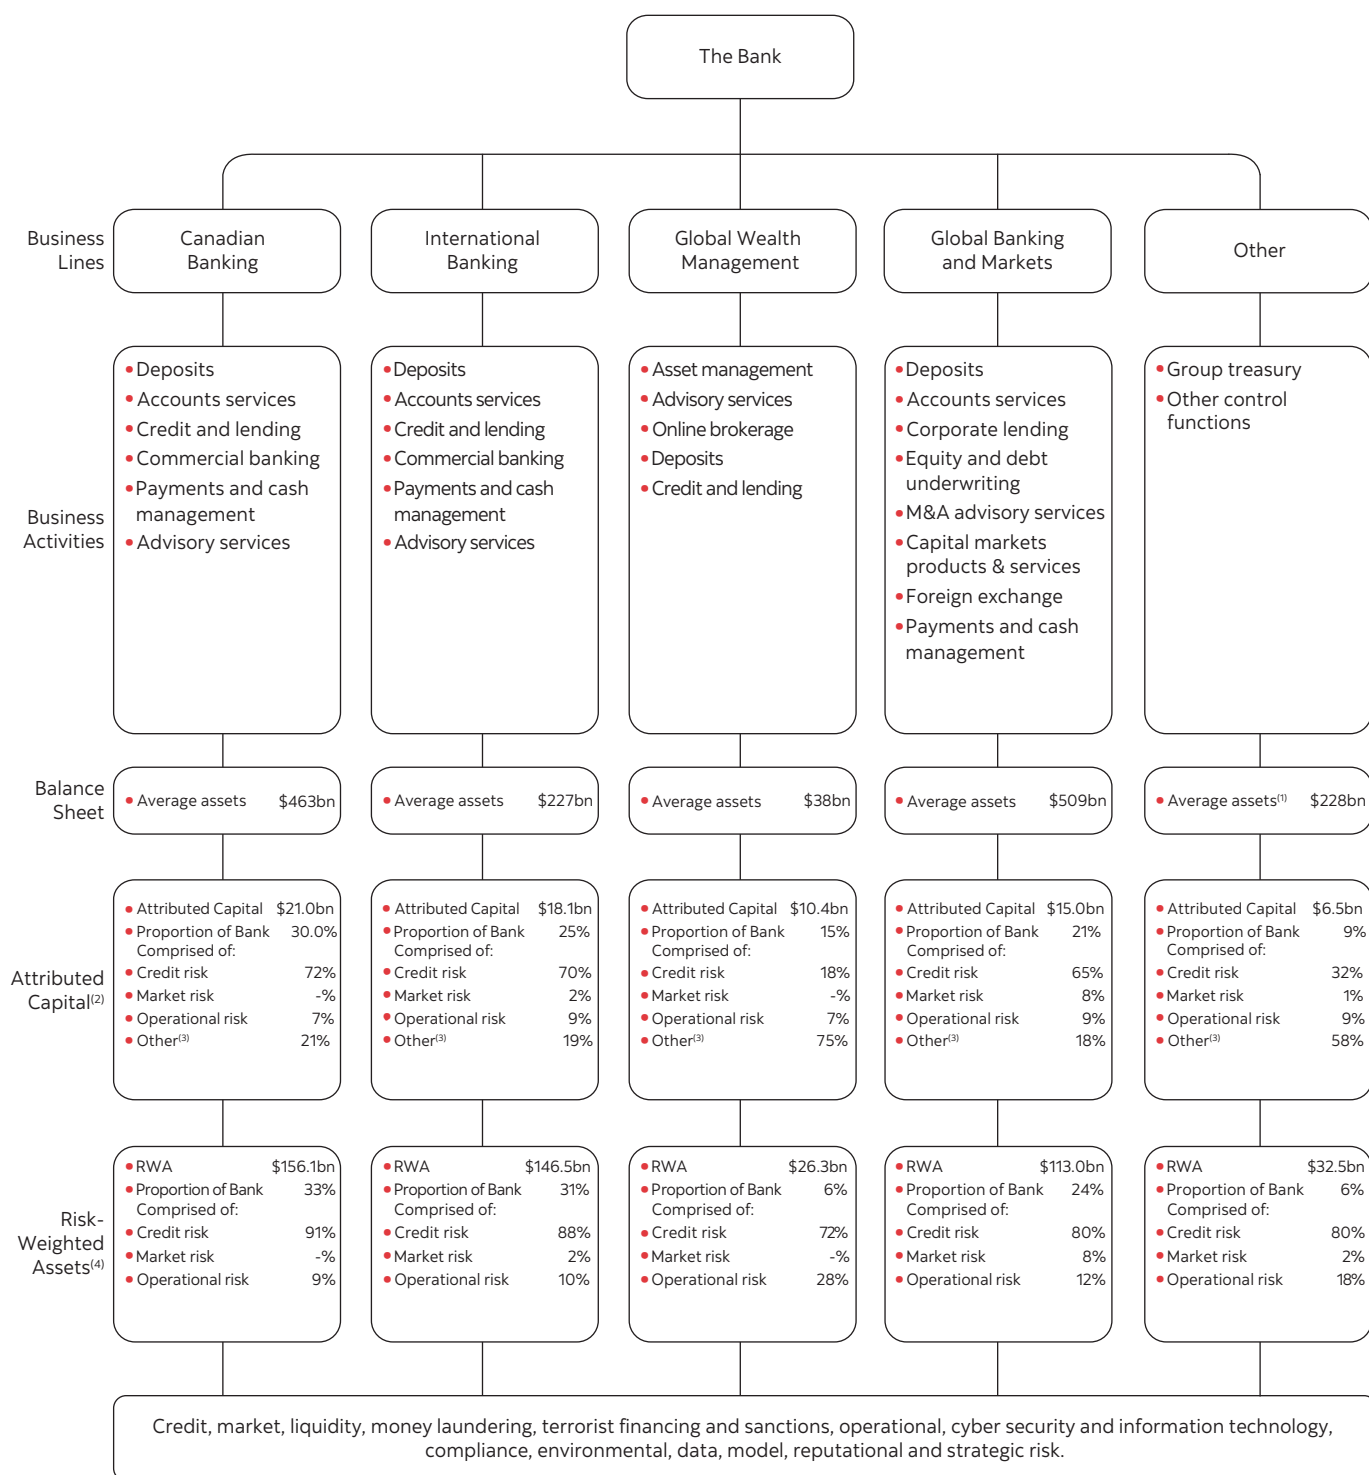 The Bank
Business
Lines
Canadian
Banking
International
Banking
Global Wealth
Management
Global Banking
and Markets
Other
Business
Activities
• Deposits
• Accounts services
• Credit and lending
• Commercial banking
• Payments and cash
management
• Advisory services
• Deposits
• Accounts services
• Credit and lending
• Commercial banking
• Payments and cash
management
• Advisory services
• Asset management
• Advisory services
• Online brokerage
• Deposits
• Credit and lending
• Deposits
• Accounts services
• Corporate lending
• Equity and debt
underwriting
• M&A advisory services
• Capital markets
products & services
• Foreign exchange
• Payments and cash
management
• Group treasury
• Other control
functions
Balance
Sheet
• Average assets $463bn
• Average assets $227bn
• Average assets $38bn
• Average assets $509bn
• Average assets(1) $228bn
Attributed
Capital(2)
• Attributed Capital $21.0bn
• Proportion of Bank 30.0%
Comprised of:
• Credit risk 72%
• Market risk -%
• Operational risk 7%
• Other(3) 21%
• Attributed Capital $18.1bn
• Proportion of Bank 25%
Comprised of:
• Credit risk 70%
• Market risk 2%
• Operational risk 9%
• Other(3) 19%
• Attributed Capital $10.4bn
• Proportion of Bank 15%
Comprised of:
• Credit risk 18%
• Market risk -%
• Operational risk 7%
• Other(3) 75%
• Attributed Capital $15.0bn
• Proportion of Bank 21%
Comprised of:
• Credit risk 65%
• Market risk 8%
• Operational risk 9%
• Other(3) 18%
• Attributed Capital $6.5bn
• Proportion of Bank 9%
Comprised of:
• Credit risk 32%
• Market risk 1%
• Operational risk 9%
• Other(3) 58%
Risk-
Weighted
Assets(4)
• RWA $156.1bn
• Proportion of Bank 33%
Comprised of:
• Credit risk 91%
• Market risk -%
• Operational risk 9%
• RWA $146.5bn
• Proportion of Bank 31%
Comprised of:
• Credit risk 88%
• Market risk 2%
• Operational risk 10%
• RWA $26.3bn
• Proportion of Bank 6%
Comprised of:
• Credit risk 72%
• Market risk -%
• Operational risk 28%
• RWA $113.0bn
• Proportion of Bank 24%
Comprised of:
• Credit risk 80%
• Market risk 8%
• Operational risk 12%
• RWA $32.5bn
• Proportion of Bank 6%
Comprised of:
• Credit risk 80%
• Market risk 2%
• Operational risk 18%
Credit, market, liquidity, money laundering, terrorist financing and sanctions, operational, cyber security and information technology,
compliance, environmental, data, model, reputational and strategic risk.